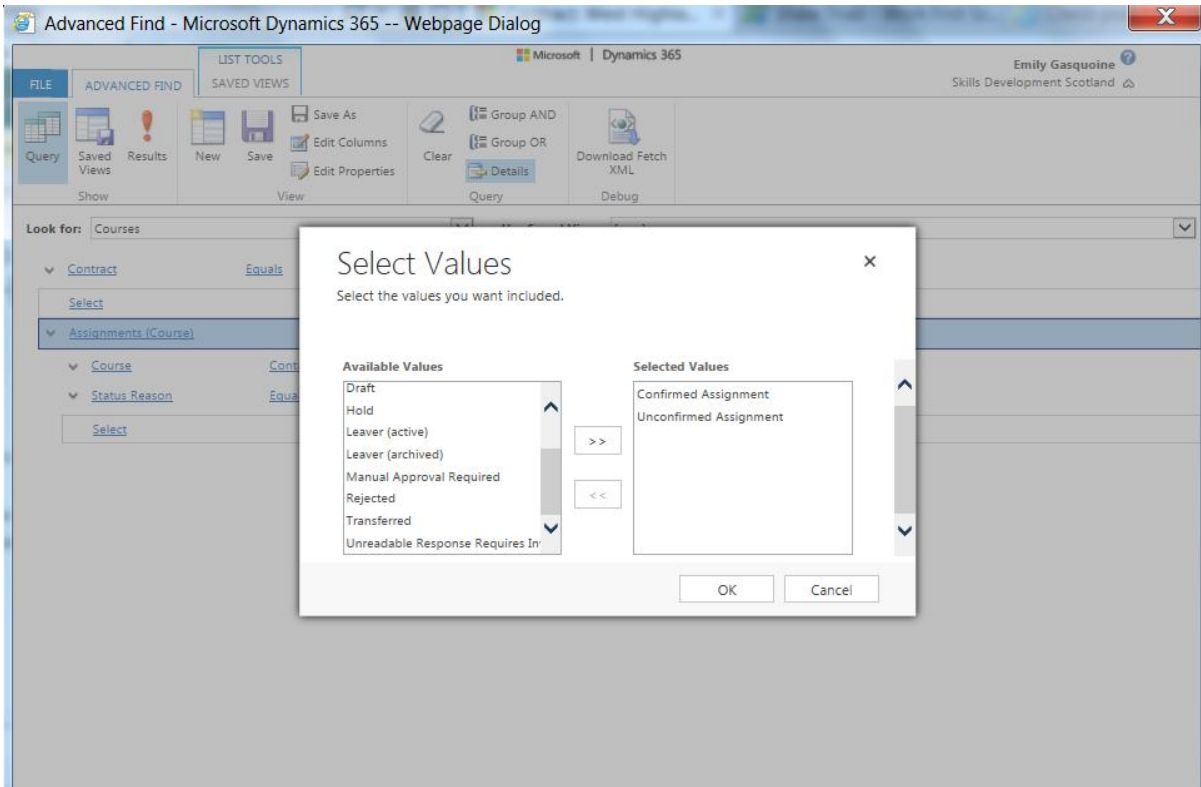 Advanced Find - Microsoft Dynamics 365 -- Webpage Dialog
X
LIST TOOLS
Microsoft | Dynamics 365
Emily Gasquoine
FILE
ADVANCED FIND
SAVED VIEWS
Skills Development Scotland
Query
Saved Views
Results
New
Save
Save As
Edit Columns
Edit Properties
Clear
Group AND
Group OR
Details
Download Fetch XML
Show
View
Query
Debug
Look for: Courses
Contract Equals
Select
Assignments (Course)
Course
Status Reason
Select
Select Values
Select the values you want included.
Available Values
Draft
Hold
Leaver (active)
Leaver (archived)
Manual Approval Required
Rejected
Transferred
Unreadable Response Requires
>>
<<
Selected Values
Confirmed Assignment
Unconfirmed Assignment
OK
Cancel